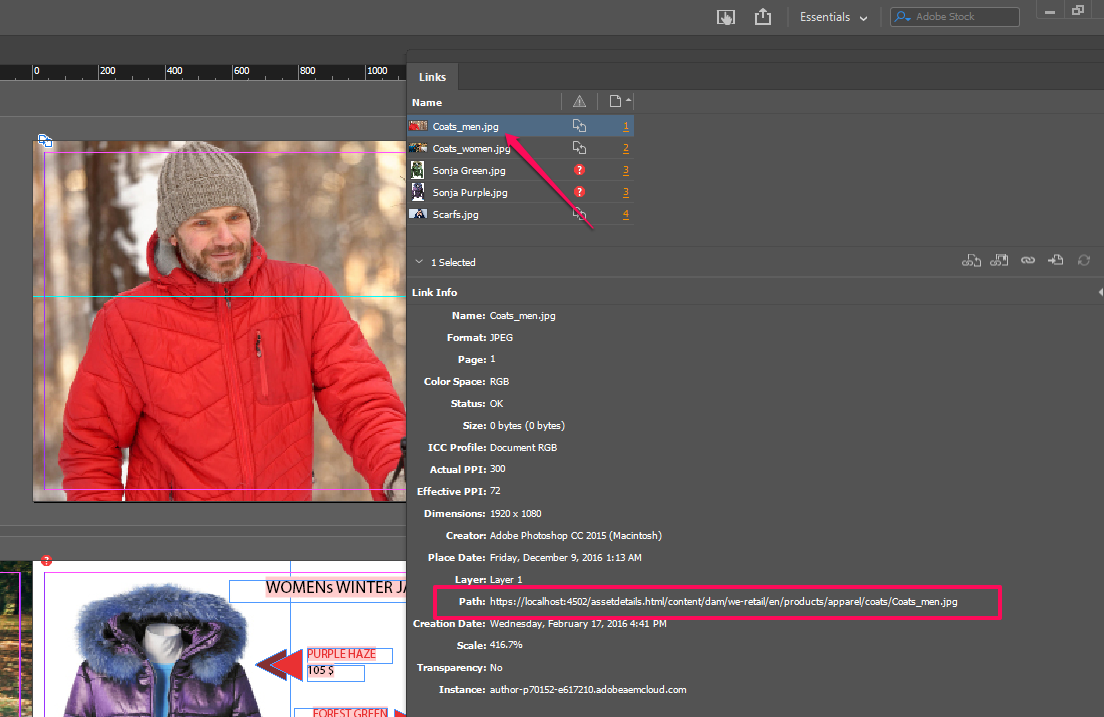 Essentials
Adobe Stock
0 200 400 600 800 1000
Links
Name
Coats_men.jpg 1
Coats_women.jpg 2
Sonja Green.jpg ? 3
Sonja Purple.jpg ? 3
Scarfs.jpg 4
1 Selected
Link Info
Name: Coats_men.jpg
Format: JPEG
Page: 1
Color Space: RGB
Status: OK
Size: 0 bytes (0 bytes)
ICC Profile: Document RGB
Actual PPI: 300
Effective PPI: 72
Dimensions: 1920 x 1080
Creator: Adobe Photoshop CC 2015 (Macintosh)
Place Date: Friday, December 9, 2016 1:13 AM
Layer: Layer 1
Path: https://localhost:4502/assetdetails.html/content/dam/we-retail/en/products/apparel/coats/Coats_men.jpg
Creation Date: Wednesday, February 17, 2016 4:41 PM
Scale: 416.7%
Transparency: No
Instance: author-p70152-e617210.adobeaemcloud.com
?
WOMENs WINTER JA
PURPLE HAZE
105 $
FOREST GREEN